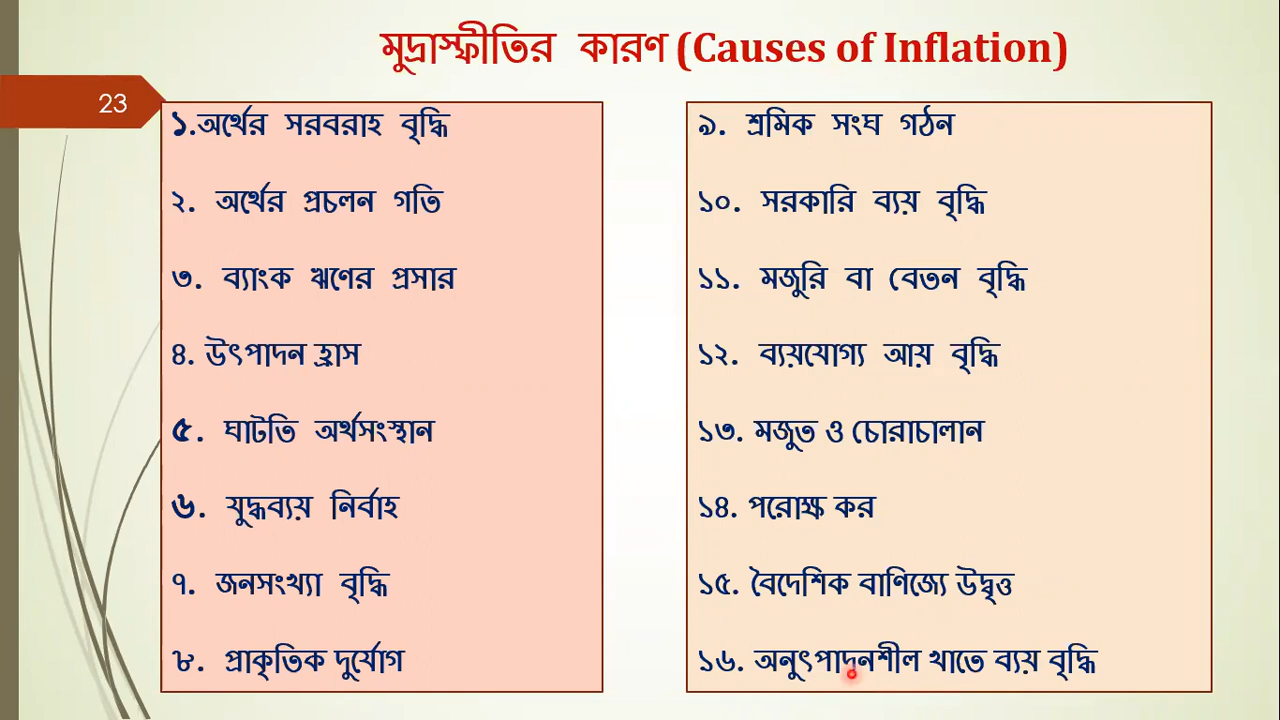 মুদ্রাস্ফীতির কারণ (Causes of Inflation)
23
১.অর্থের সরবরাহ বৃদ্ধি
২. অর্থের প্রচলন গতি
৩. ব্যাংক ঋণের প্রসার
৪. উৎপাদন হ্রাস
৫. ঘাটতি অর্থসংস্থান
৬. যুদ্ধব্যয় নির্বাহ
৭. জনসংখ্যা বৃদ্ধি
৮. প্রাকৃতিক দুর্যোগ
৯. শ্রমিক সংঘ গঠন
১০. সরকারি ব্যয় বৃদ্ধি
১১. মজুরি বা বেতন বৃদ্ধি
১২. ব্যয়যোগ্য আয় বৃদ্ধি
১৩. মজুত ও চোরাচালান
১৪. পরোক্ষ কর
১৫. বৈদেশিক বাণিজ্যে উদ্বৃত্ত
১৬. অনুৎপাদনশীল খাতে ব্যয় বৃদ্ধি